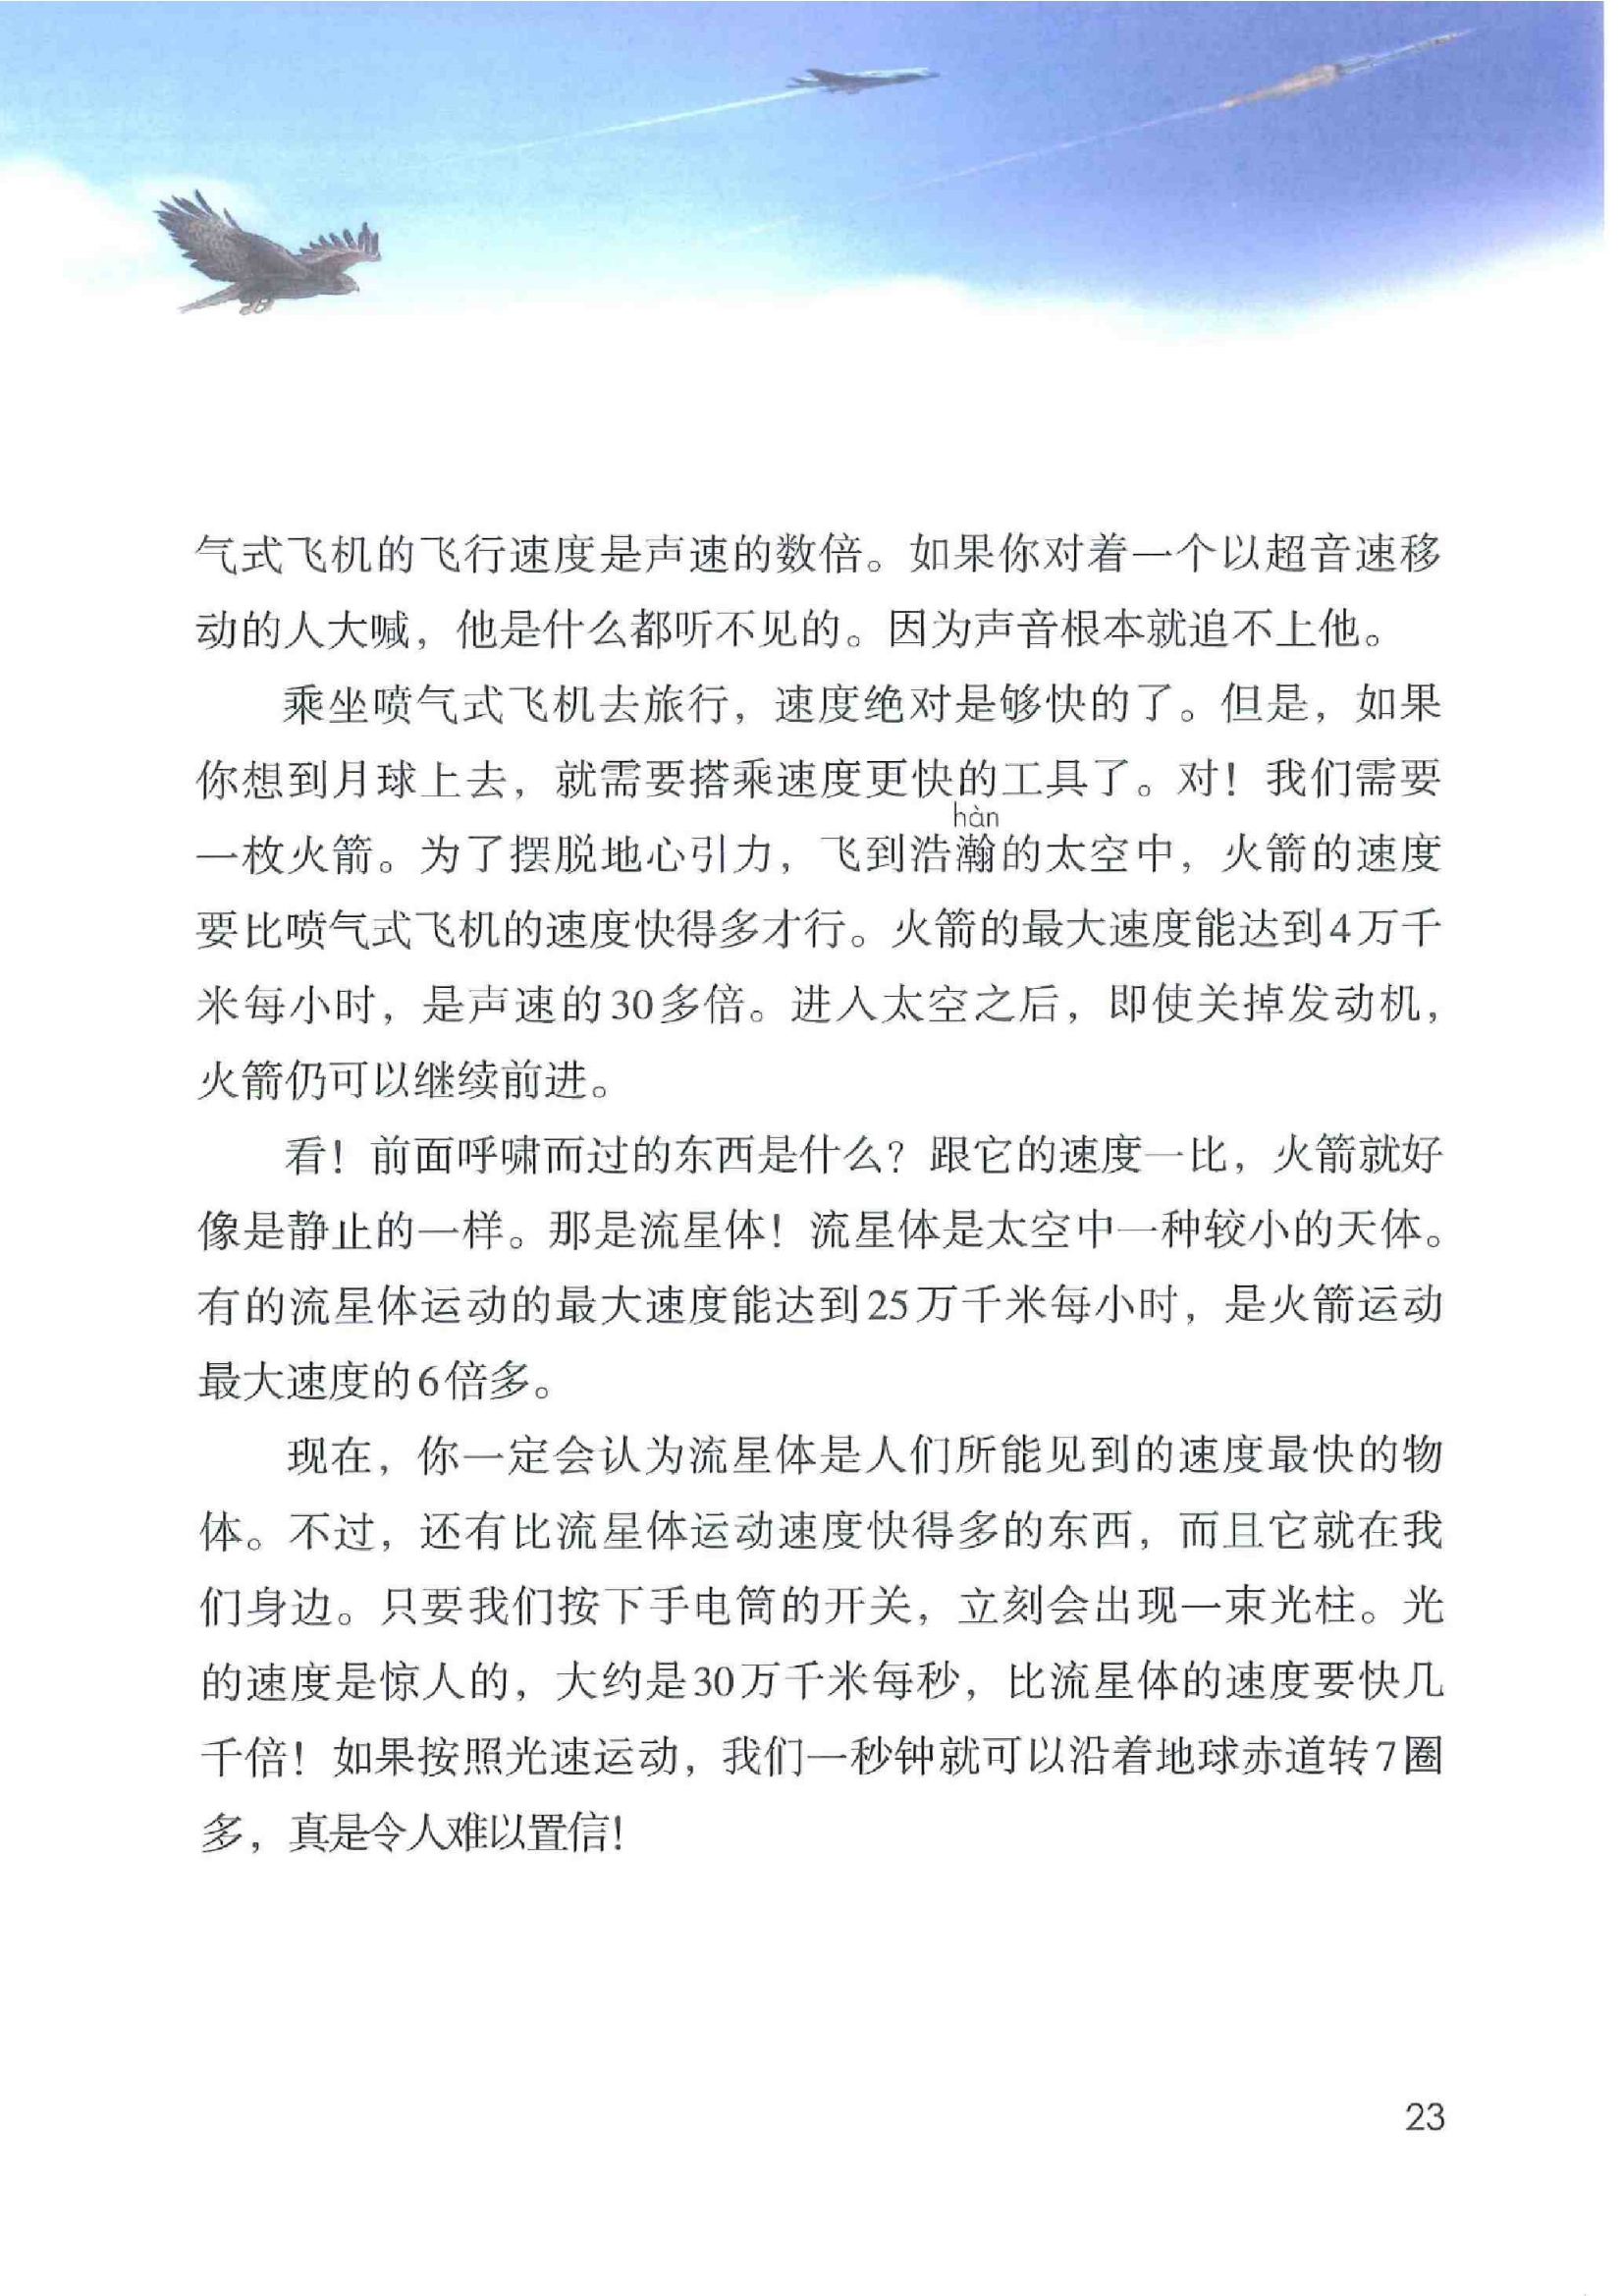 气式飞机的飞行速度是声速的数倍。如果你对着一个以超音速移
动的人大喊，他是什么都听不见的。因为声音根本就追不上他。
乘坐喷气式飞机去旅行，速度绝对是够快的了。但是，如果
你想到月球上去，就需要搭乘速度更快的工具了。对！我们需要
hàn
一枚火箭。为了摆脱地心引力，飞到浩瀚的太空中，火箭的速度
要比喷气式飞机的速度快得多才行。火箭的最大速度能达到4万千
米每小时，是声速的30多倍。进入太空之后，即使关掉发动机，
火箭仍可以继续前进。
看！前面呼啸而过的东西是什么？跟它的速度一比，火箭就好
像是静止的一样。那是流星体！流星体是太空中一种较小的天体。
有的流星体运动的最大速度能达到25万千米每小时，是火箭运动
最大速度的6倍多。
现在，你一定会认为流星体是人们所能见到的速度最快的物
体。不过，还有比流星体运动速度快得多的东西，而且它就在我
们身边。只要我们按下手电筒的开关，立刻会出现一束光柱。光
的速度是惊人的，大约是30万千米每秒，比流星体的速度要快几
千倍！如果按照光速运动，我们一秒钟就可以沿着地球赤道转7圈
多，真是令人难以置信！
23